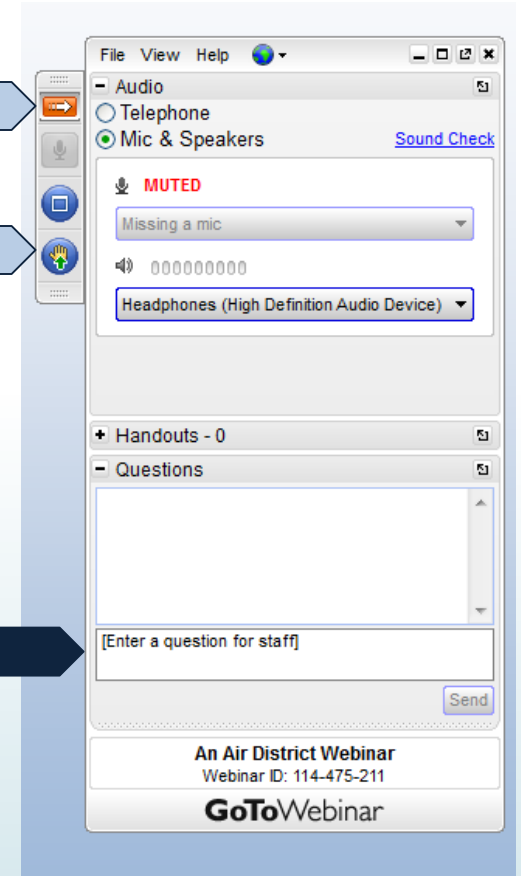 File View Help
Audio
Telephone
Mic & Speakers Sound Check
MUTED
Missing a mic
000000000
Headphones (High Definition Audio Device)
Handouts - 0
Questions
[Enter a question for staff]
Send
An Air District Webinar
Webinar ID: 114-475-211
GoToWebinar